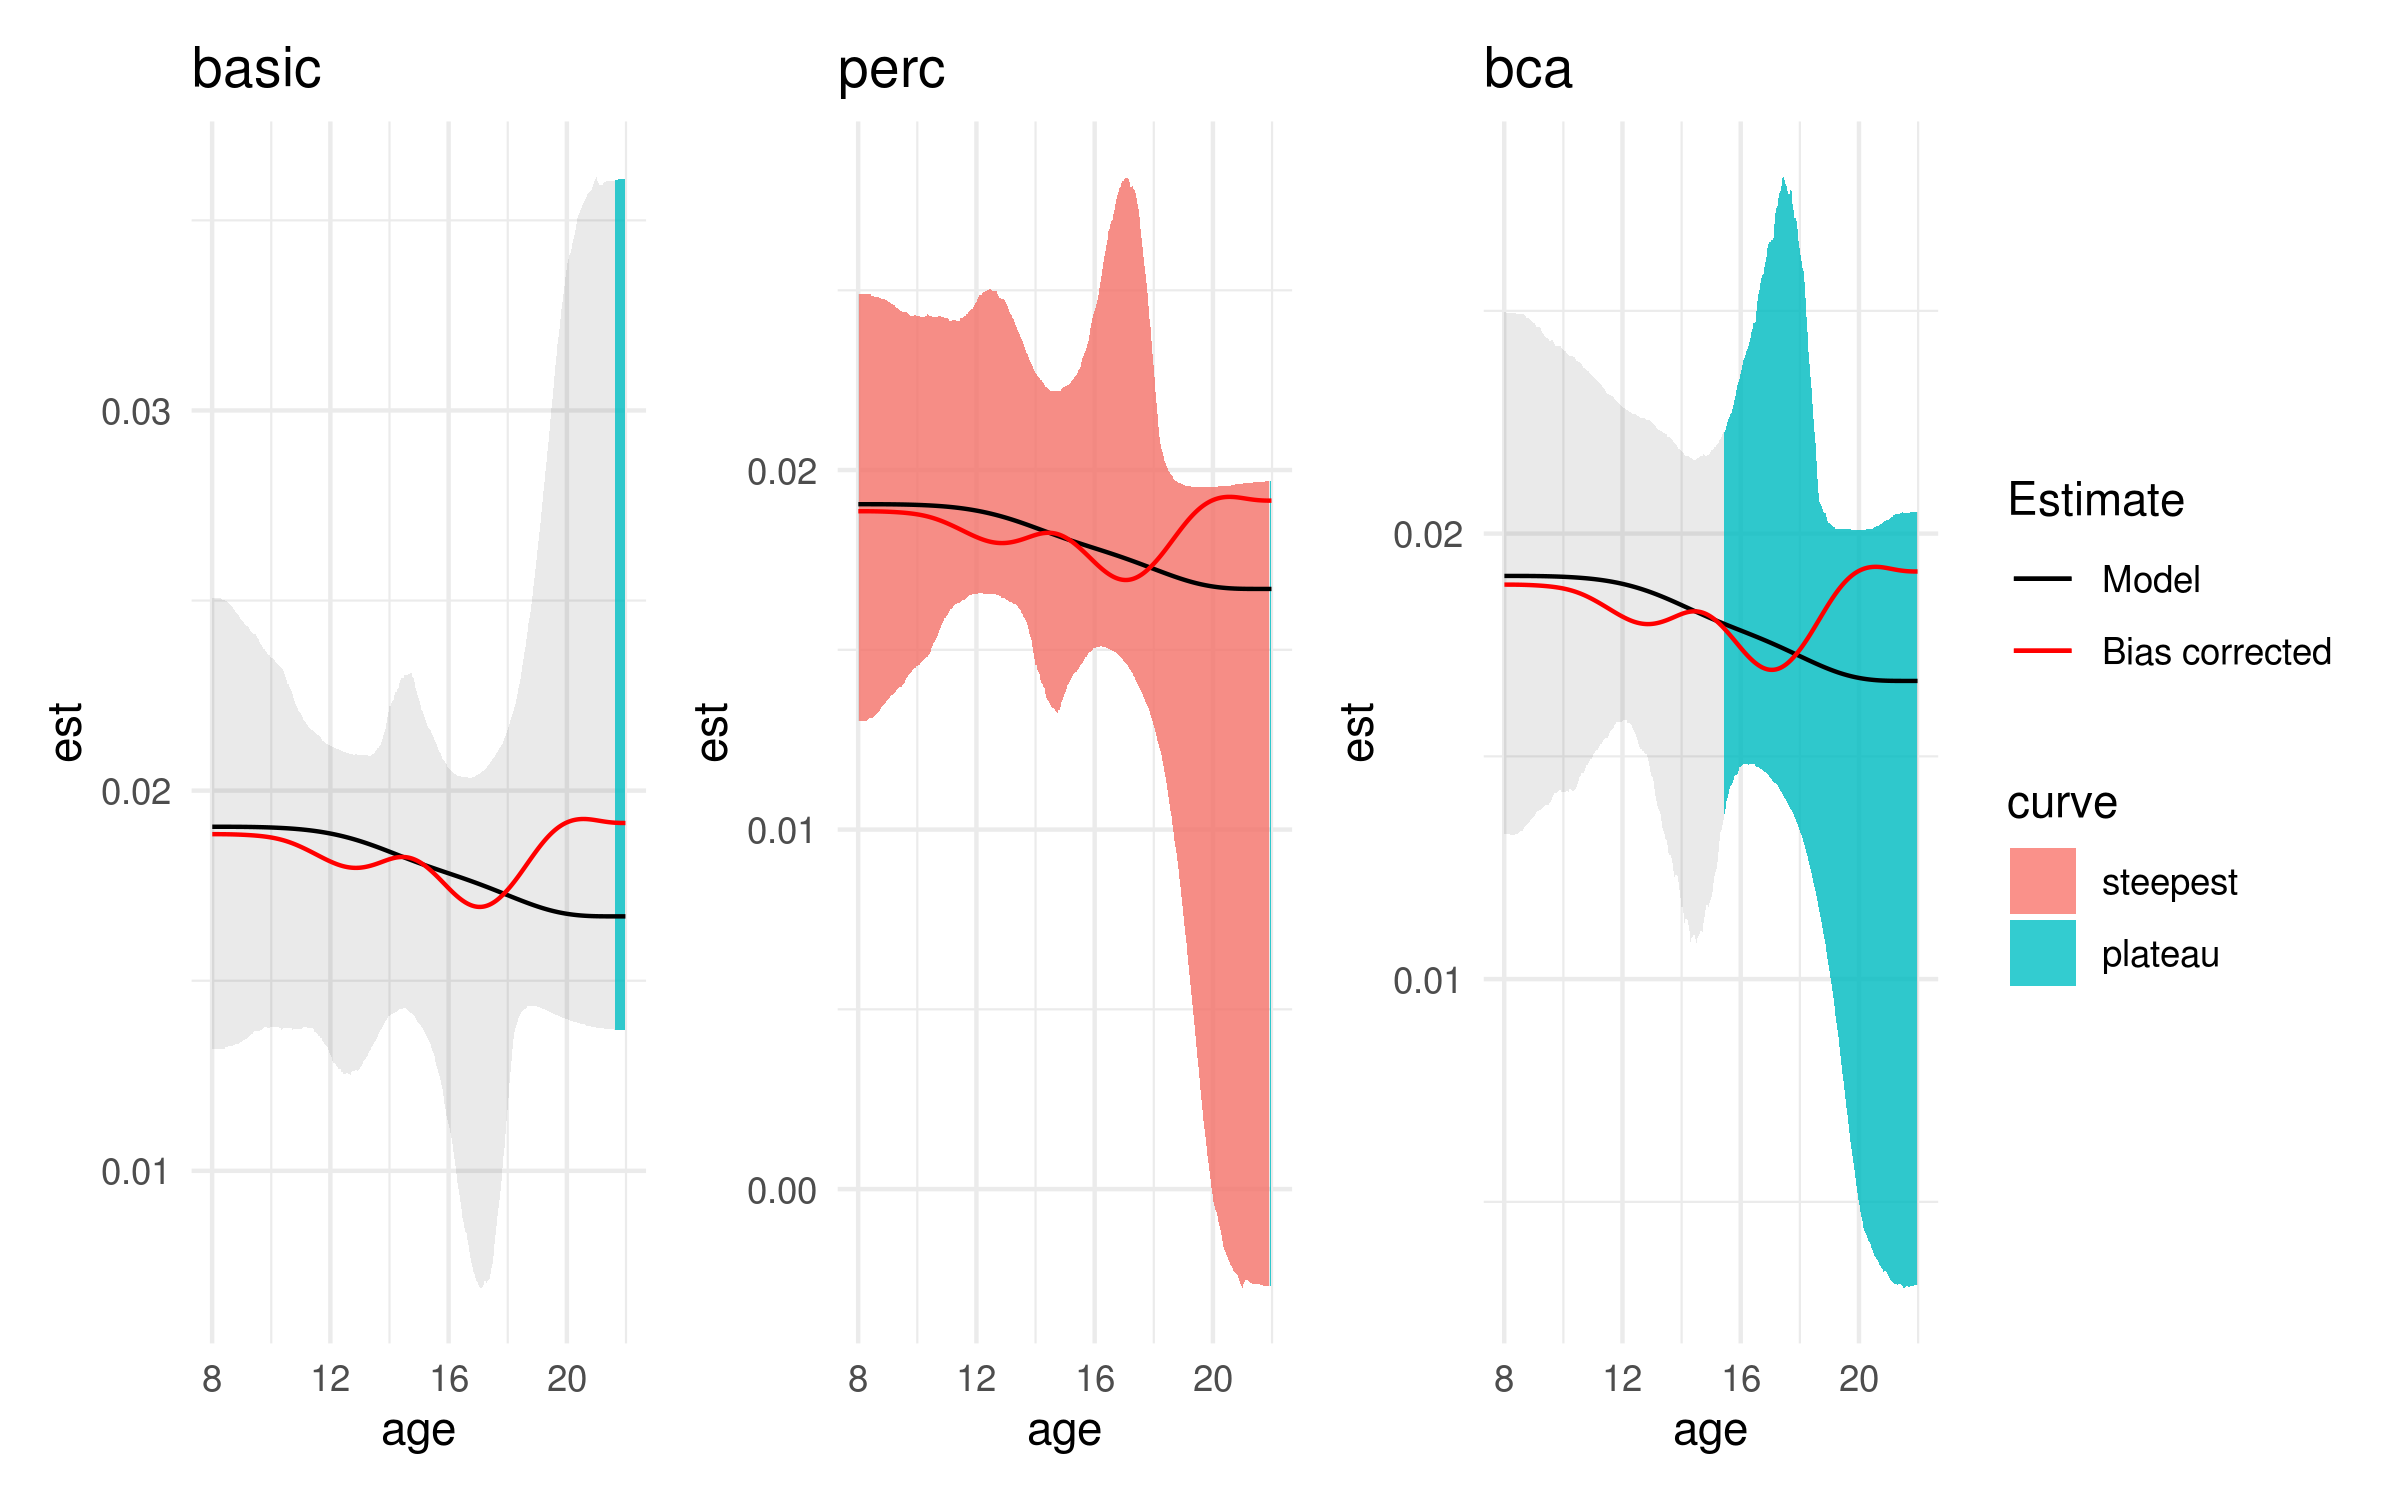 basic
est
0.03
0.02
0.01
8 12 16 20
age
perc
est
0.02
0.01
0.00
8 12 16 20
age
bca
est
0.02
0.01
8 12 16 20
age
Estimate
Model
Bias corrected
curve
steepest
plateau